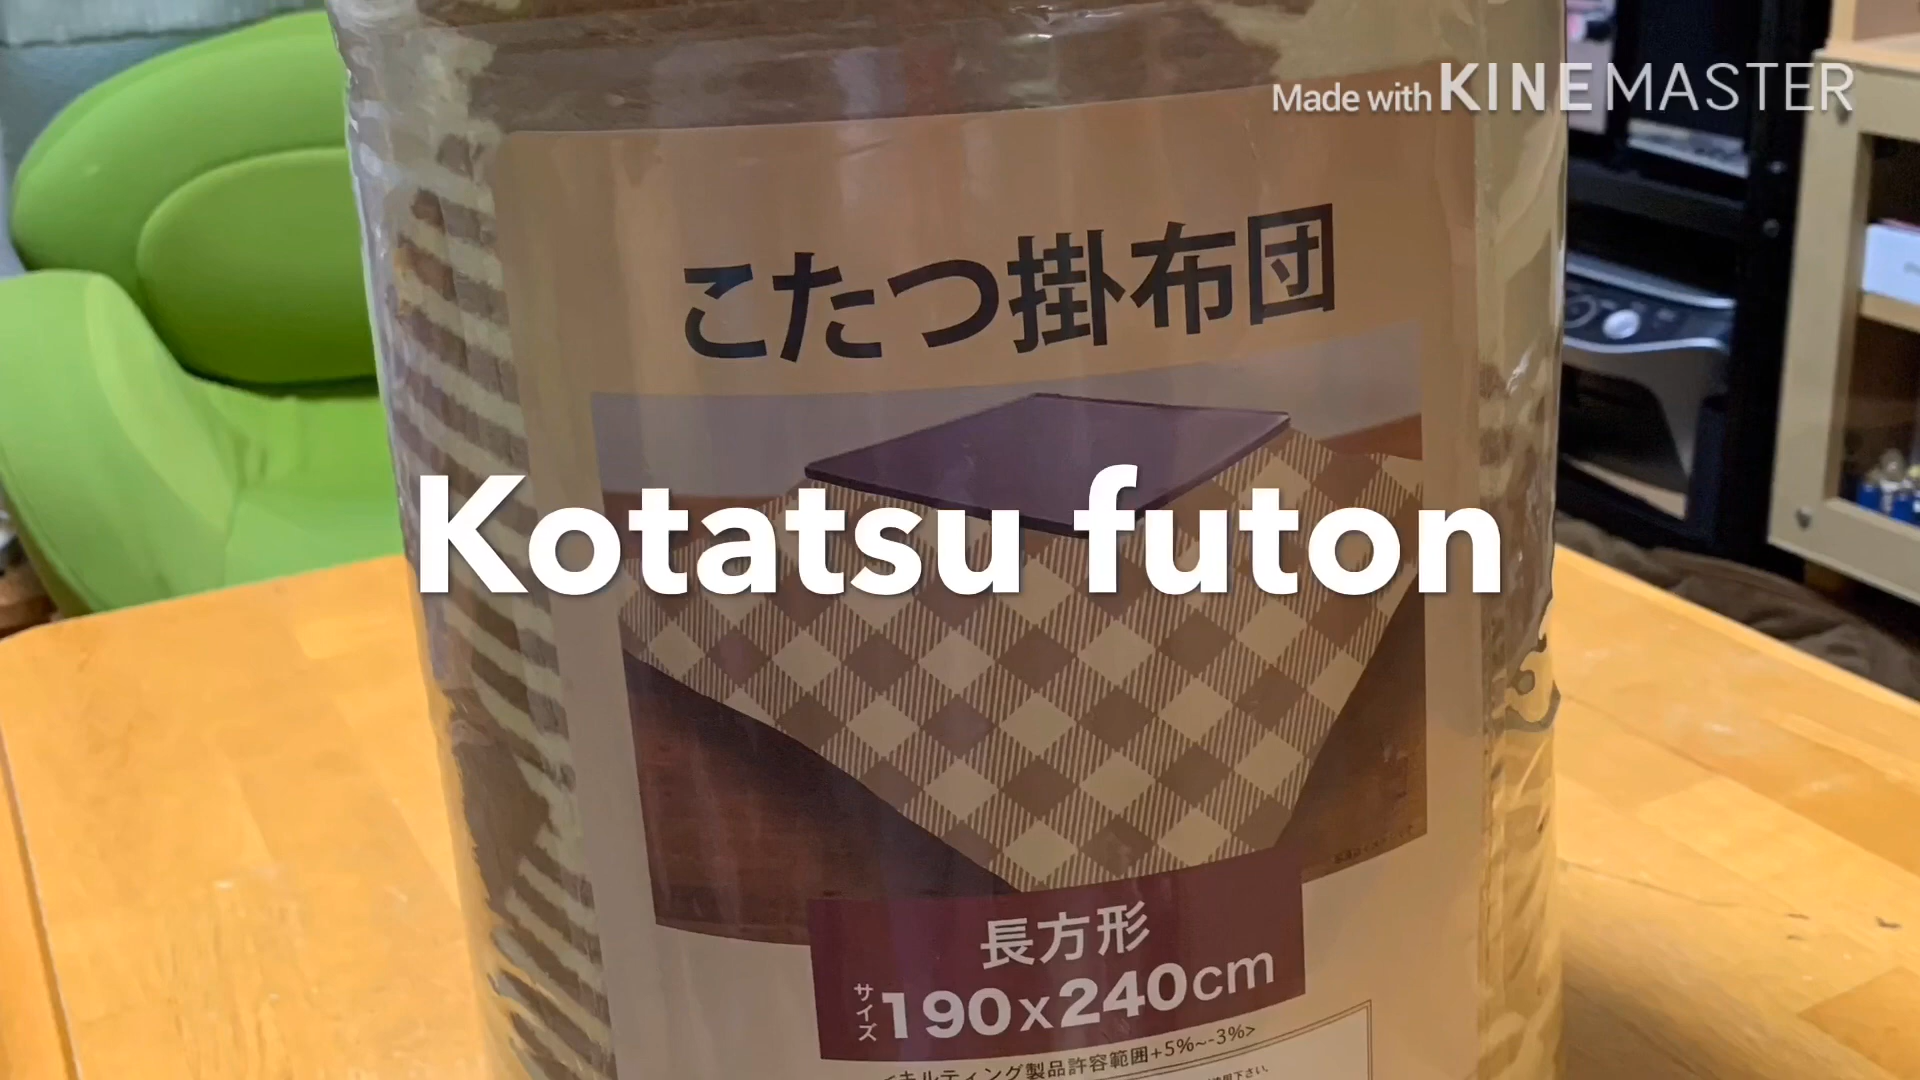 Made with KINEMASTER
こたつ掛布団
Kotatsu futon
長方形
サイズ 190x240cm
キルティング製品許容範囲+5%~-3%>